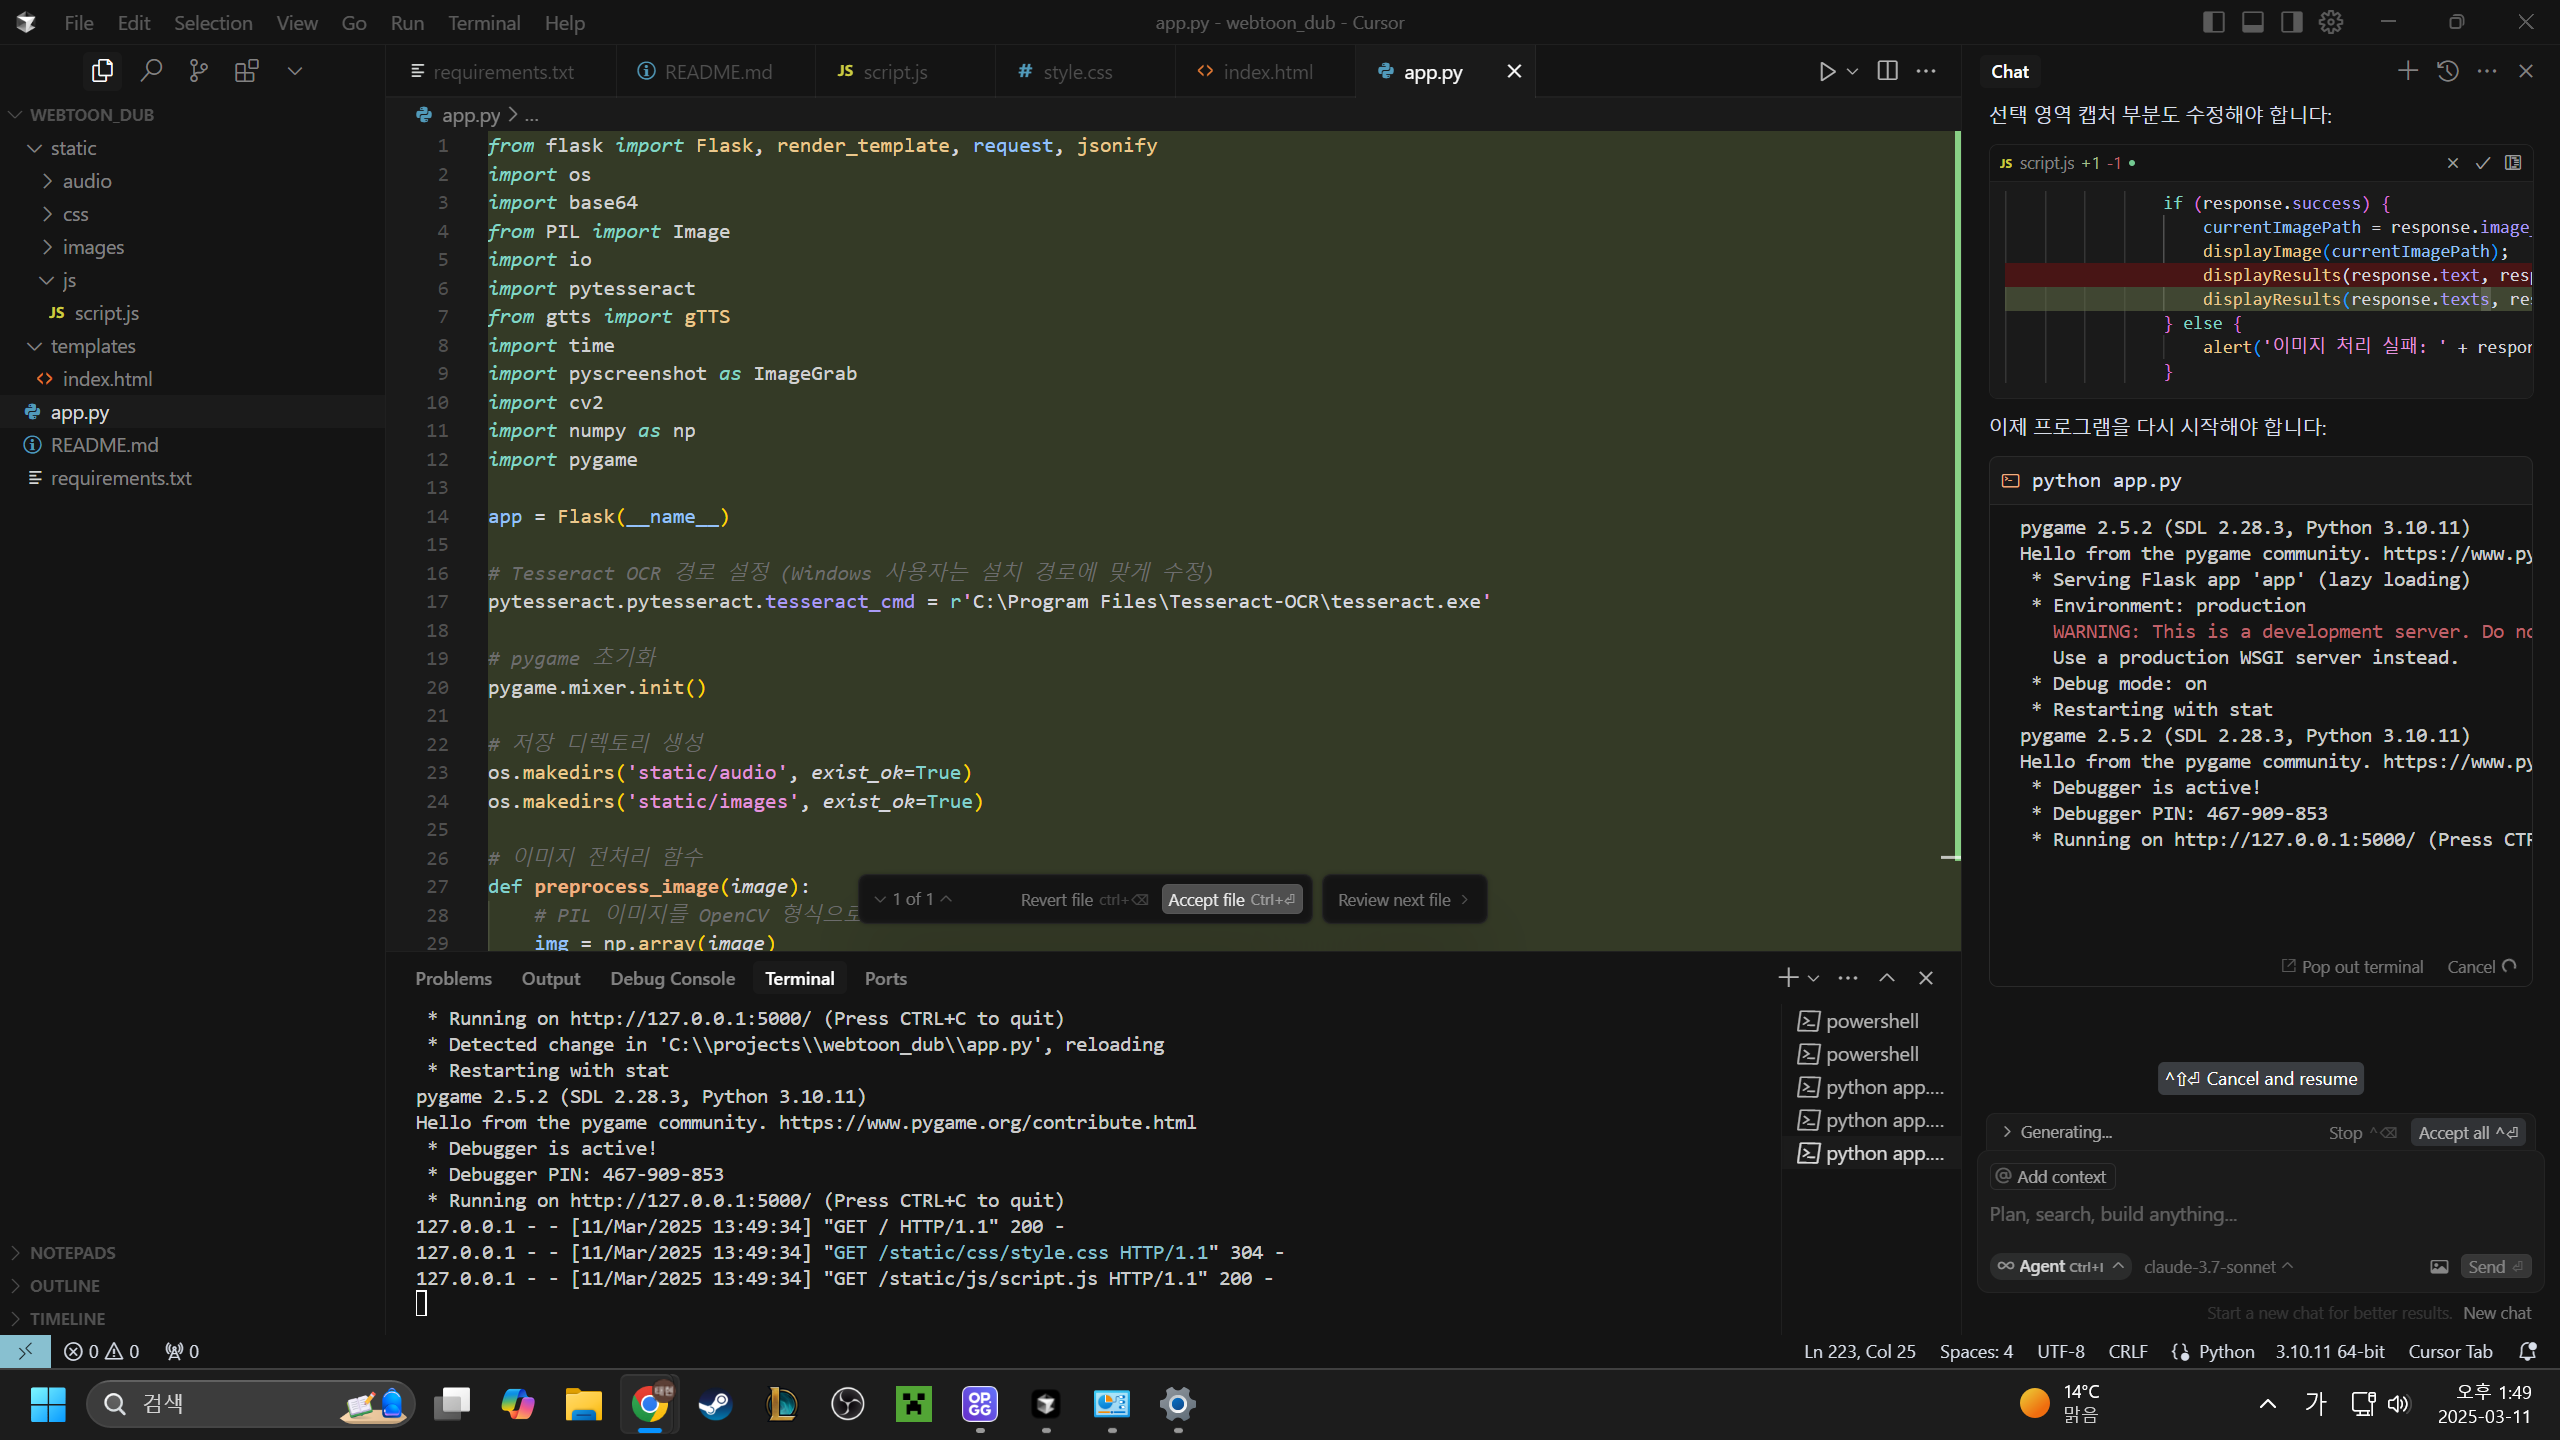 File Edit Selection View Go Run Terminal Help
app.py - webtoon_dub - Cursor
requirements.txt
README.md
JS script.js
# style.css
<> index.html
app.py
Chat
WEBTOON_DUB
static
audio
css
images
js
JS script.js
templates
<> index.html
app.py
README.md
requirements.txt
NOTEPADS
OUTLINE
TIMELINE
app.py > ...
1 from flask import Flask, render_template, request, jsonify
2 import os
3 import base64
4 from PIL import Image
5 import io
6 import pytesseract
7 from gtts import gTTS
8 import time
9 import pyscreenshot as ImageGrab
10 import cv2
11 import numpy as np
12 import pygame
13
14 app = Flask(__name__)
15
16 # Tesseract OCR 경로 설정 (Windows 사용자는 설치 경로에 맞게 수정)
17 pytesseract.pytesseract.tesseract_cmd = r'C:\Program Files\Tesseract-OCR\tesseract.exe'
18
19 # pygame 초기화
20 pygame.mixer.init()
21
22 # 저장 디렉토리 생성
23 os.makedirs('static/audio', exist_ok=True)
24 os.makedirs('static/images', exist_ok=True)
25
26 # 이미지 전처리 함수
27 def preprocess_image(image):
28 # PIL 이미지를 OpenCV 형식으로
29 img = np.array(image)
1 of 1 Revert file ctrl+⌫ Accept file Ctrl+⏎ Review next file >
Problems Output Debug Console Terminal Ports
* Running on http://127.0.0.1:5000/ (Press CTRL+C to quit)
* Detected change in 'C:\\projects\\webtoon_dub\\app.py', reloading
* Restarting with stat
pygame 2.5.2 (SDL 2.28.3, Python 3.10.11)
Hello from the pygame community. https://www.pygame.org/contribute.html
* Debugger is active!
* Debugger PIN: 467-909-853
* Running on http://127.0.0.1:5000/ (Press CTRL+C to quit)
127.0.0.1 - - [11/Mar/2025 13:49:34] "GET / HTTP/1.1" 200 -
127.0.0.1 - - [11/Mar/2025 13:49:34] "GET /static/css/style.css HTTP/1.1" 304 -
127.0.0.1 - - [11/Mar/2025 13:49:34] "GET /static/js/script.js HTTP/1.1" 200 -
powershell
powershell
python app....
python app....
python app....
선택 영역 캡처 부분도 수정해야 합니다:
JS script.js +1 -1 •
if (response.success) {
currentImagePath = response.image_
displayImage(currentImagePath);
displayResults(response.text, resp
displayResults(response.texts, re
} else {
alert('이미지 처리 실패: ' + respon
}
이제 프로그램을 다시 시작해야 합니다:
python app.py
pygame 2.5.2 (SDL 2.28.3, Python 3.10.11)
Hello from the pygame community. https://www.py
* Serving Flask app 'app' (lazy loading)
* Environment: production
WARNING: This is a development server. Do no
Use a production WSGI server instead.
* Debug mode: on
* Restarting with stat
pygame 2.5.2 (SDL 2.28.3, Python 3.10.11)
Hello from the pygame community. https://www.py
* Debugger is active!
* Debugger PIN: 467-909-853
* Running on http://127.0.0.1:5000/ (Press CTR
Pop out terminal Cancel
^⇧⏎ Cancel and resume
> Generating... Stop ^⌫ Accept all ^⏎
@ Add context
Plan, search, build anything...
∞ Agent Ctrl+I ^ claude-3.7-sonnet ^ Send ⏎
Start a new chat for better results. New chat
0 0 0
Ln 223, Col 25 Spaces: 4 UTF-8 CRLF {} Python 3.10.11 64-bit Cursor Tab
검색
태현
OP.GG
14°C
맑음
가
오후 1:49
2025-03-11